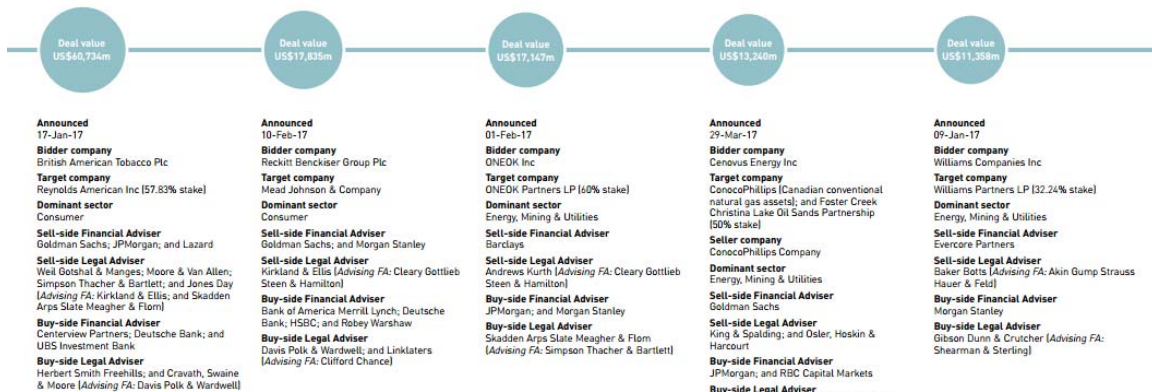 Deal value
US$60,734m
Deal value
US$17,835m
Deal value
US$17,147m
Deal value
US$13,240m
Deal value
US$11,358m
Announced
17-Jan-17
Bidder company
British American Tobacco Plc
Target company
Reynolds American Inc (57.83% stake)
Dominant sector
Consumer
Sell-side Financial Adviser
Goldman Sachs; JPMorgan; and Lazard
Sell-side Legal Adviser
Weil Gotshal & Manges; Moore & Van Allen;
Simpson Thacher & Bartlett; and Jones Day
(Advising FA: Kirkland & Ellis; and Skadden
Arps Slate Meagher & Flom)
Buy-side Financial Adviser
Centerview Partners; Deutsche Bank; and
UBS Investment Bank
Buy-side Legal Adviser
Herbert Smith Freehills; and Cravath, Swaine
& Moore (Advising FA: Davis Polk & Wardwell)
Announced
10-Feb-17
Bidder company
Reckitt Benckiser Group Plc
Target company
Mead Johnson & Company
Dominant sector
Consumer
Sell-side Financial Adviser
Goldman Sachs; and Morgan Stanley
Sell-side Legal Adviser
Kirkland & Ellis (Advising FA: Cleary Gottlieb
Steen & Hamilton)
Buy-side Financial Adviser
Bank of America Merrill Lynch; Deutsche
Bank; HSBC; and Robey Warshaw
Buy-side Legal Adviser
Davis Polk & Wardwell; and Linklaters
(Advising FA: Clifford Chance)
Announced
01-Feb-17
Bidder company
ONEOK Inc
Target company
ONEOK Partners LP (60% stake)
Dominant sector
Energy, Mining & Utilities
Sell-side Financial Adviser
Barclays
Sell-side Legal Adviser
Andrews Kurth (Advising FA: Cleary Gottlieb
Steen & Hamilton)
Buy-side Financial Adviser
JPMorgan; and Morgan Stanley
Buy-side Legal Adviser
Skadden Arps Slate Meagher & Flom
(Advising FA: Simpson Thacher & Bartlett)
Announced
29-Mar-17
Bidder company
Cenovus Energy Inc
Target company
ConocoPhillips (Canadian conventional
natural gas assets); and Foster Creek
Christina Lake Oil Sands Partnership
(50% stake)
Seller company
ConocoPhillips Company
Dominant sector
Energy, Mining & Utilities
Sell-side Financial Adviser
Goldman Sachs
Sell-side Legal Adviser
King & Spalding; and Osler, Hoskin &
Harcourt
Buy-side Financial Adviser
JPMorgan; and RBC Capital Markets
Buy-side Legal Adviser
Announced
09-Jan-17
Bidder company
Williams Companies Inc
Target company
Williams Partners LP (32.24% stake)
Dominant sector
Energy, Mining & Utilities
Sell-side Financial Adviser
Evercore Partners
Sell-side Legal Adviser
Baker Botts (Advising FA: Akin Gump Strauss
Hauer & Feld)
Buy-side Financial Adviser
Morgan Stanley
Buy-side Legal Adviser
Gibson Dunn & Crutcher (Advising FA:
Shearman & Sterling)